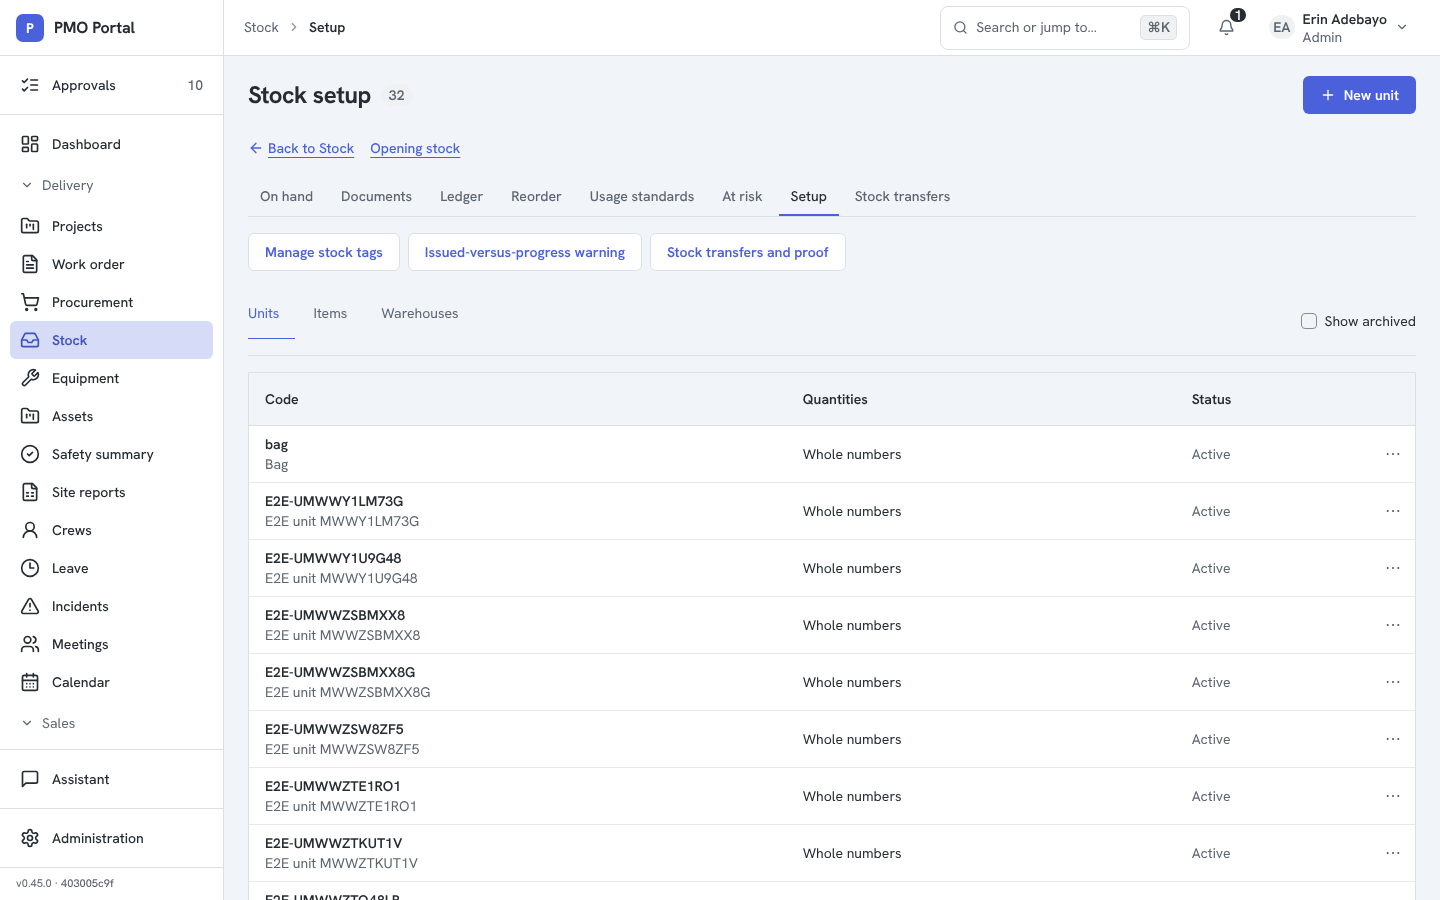 P PMO Portal
Stock > Setup
Search or jump to... ⌘K
1
EA
Erin Adebayo
Admin
Approvals 10
Dashboard
Delivery
Projects
Work order
Procurement
Stock
Equipment
Assets
Safety summary
Site reports
Crews
Leave
Incidents
Meetings
Calendar
Sales
Assistant
Administration
v0.45.0 · 403005c9f
Stock setup 32
+ New unit
← Back to Stock Opening stock
On hand Documents Ledger Reorder Usage standards At risk Setup Stock transfers
Manage stock tags Issued-versus-progress warning Stock transfers and proof
Units Items Warehouses
Show archived
Code Quantities Status
bag
Bag
Whole numbers Active ...
E2E-UMWWY1LM73G
E2E unit MWWY1LM73G
Whole numbers Active ...
E2E-UMWWY1U9G48
E2E unit MWWY1U9G48
Whole numbers Active ...
E2E-UMWWZSBMXX8
E2E unit MWWZSBMXX8
Whole numbers Active ...
E2E-UMWWZSBMXX8G
E2E unit MWWZSBMXX8G
Whole numbers Active ...
E2E-UMWWZSW8ZF5
E2E unit MWWZSW8ZF5
Whole numbers Active ...
E2E-UMWWZTE1RO1
E2E unit MWWZTE1RO1
Whole numbers Active ...
E2E-UMWWZTKUT1V
E2E unit MWWZTKUT1V
Whole numbers Active ...